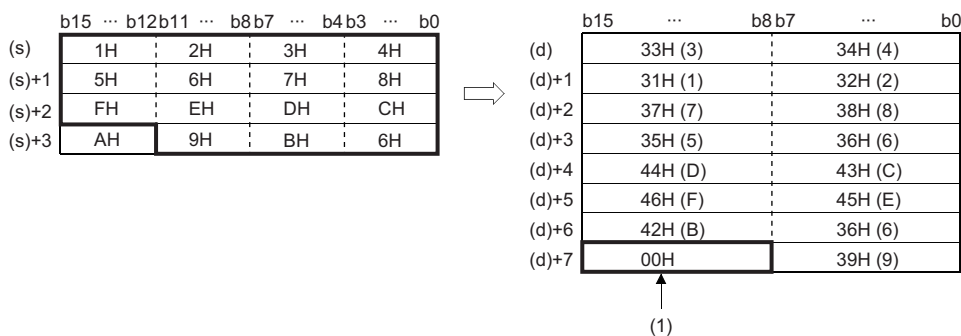 b15 ··· b12 b11 ··· b8 b7 ··· b4 b3 ··· b0
(s) 1H 2H 3H 4H
(s)+1 5H 6H 7H 8H
(s)+2 FH EH DH CH
(s)+3 AH 9H BH 6H
b15 ··· b8 b7 ··· b0
(d) 33H (3) 34H (4)
(d)+1 31H (1) 32H (2)
(d)+2 37H (7) 38H (8)
(d)+3 35H (5) 36H (6)
(d)+4 44H (D) 43H (C)
(d)+5 46H (F) 45H (E)
(d)+6 42H (B) 36H (6)
(d)+7 00H 39H (9)
(1)